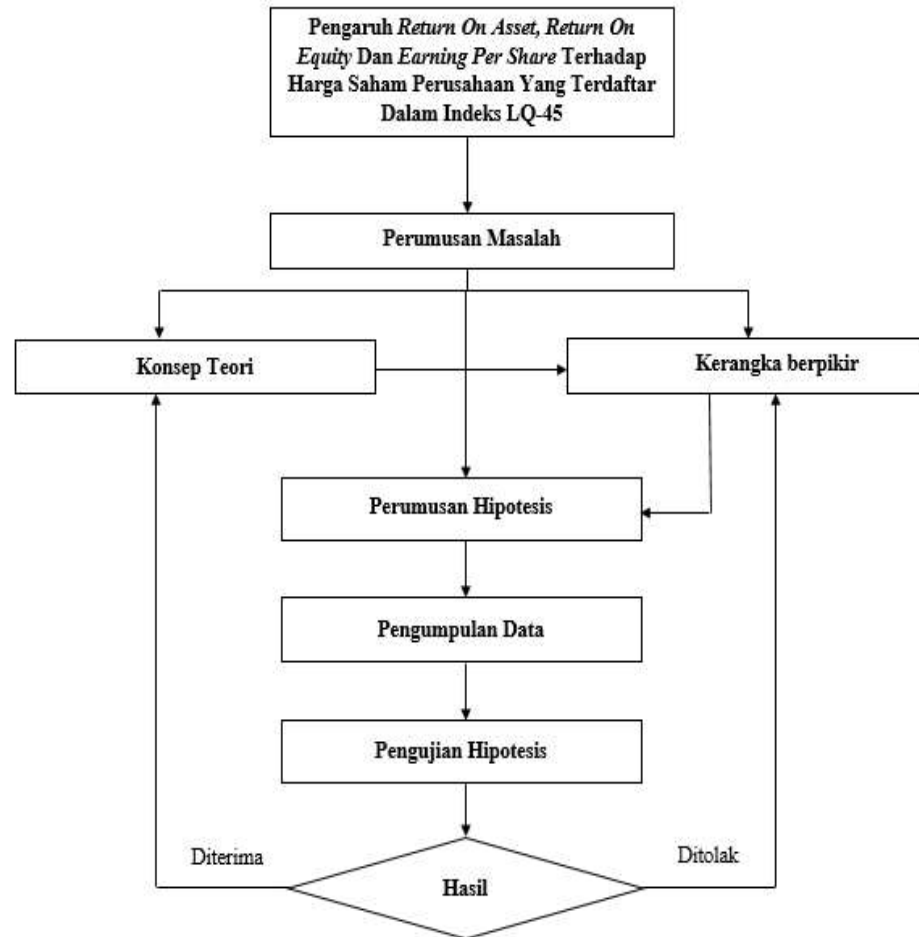 Pengaruh Return On Asset, Return On
Equity Dan Earning Per Share Terhadap
Harga Saham Perusahaan Yang Terdaftar
Dalam Indeks LQ-45
Perumusan Masalah
Konsep Teori
Kerangka berpikir
Perumusan Hipotesis
Pengumpulan Data
Pengujian Hipotesis
Diterima
Ditolak
Hasil